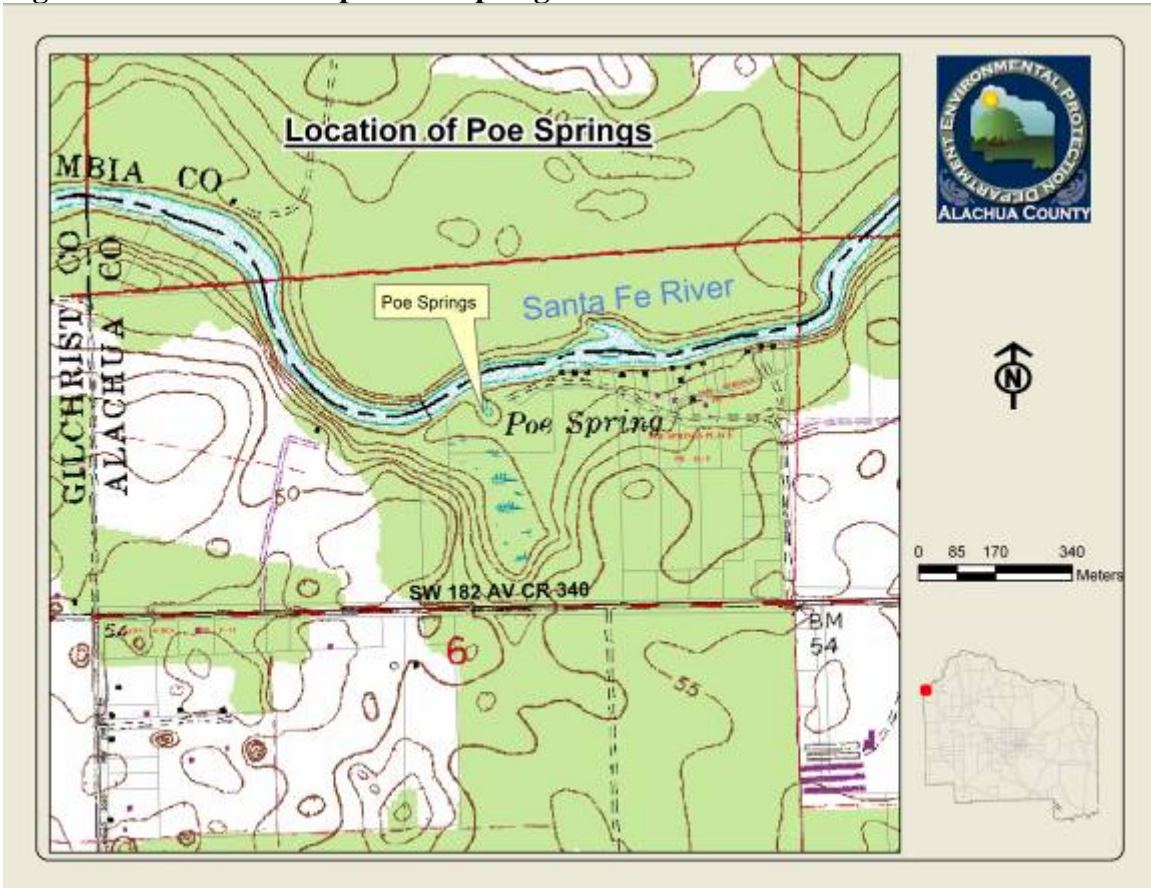 Location of Poe Springs
MBIA CO
GILCHRIST CO
ALACHUA CO
Poe Springs
Santa Fe River
Poe Spring
50
SW 182 AV CR 340
54
6
55
BM
54
ENVIRONMENTAL PROTECTION DEPARTMENT
ALACHUA COUNTY
N
0 85 170 340
Meters